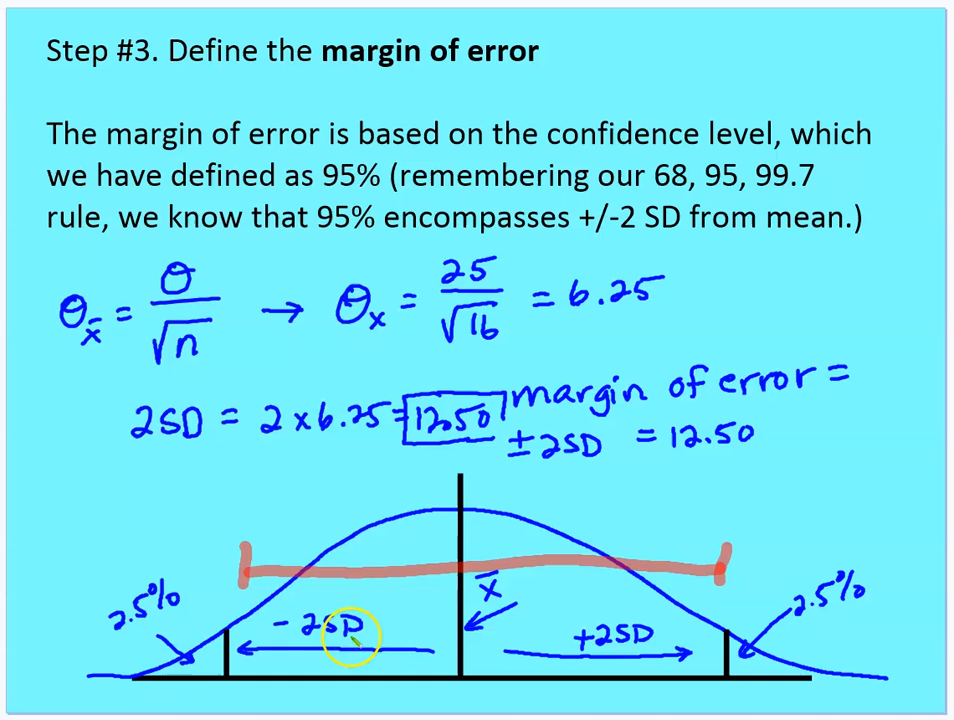 Step #3. Define the margin of error
The margin of error is based on the confidence level, which
we have defined as 95% (remembering our 68, 95, 99.7
rule, we know that 95% encompasses +/-2 SD from mean.)
θx̄ = θ/√n → θx = 25/√16 = 6.25
2SD = 2 x 6.25 = 12.50
margin of error =
±2SD = 12.50
2.5%
- 2SD
x̄
+2SD
2.5%